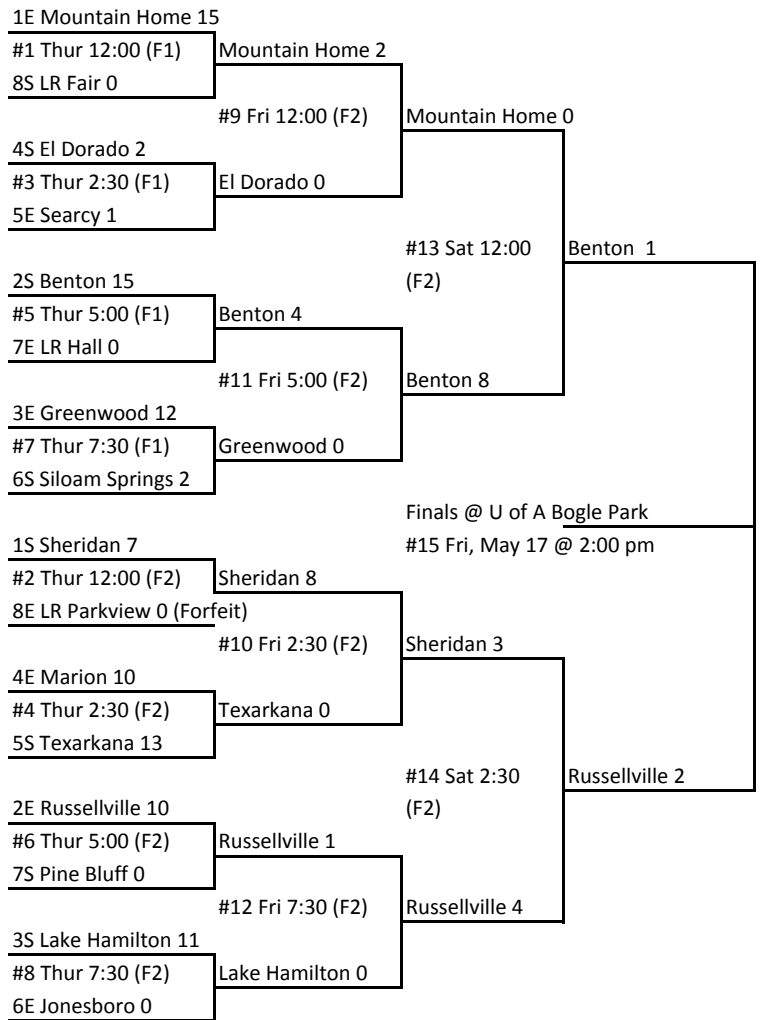 1E Mountain Home 15
#1 Thur 12:00 (F1)
Mountain Home 2
8S LR Fair 0
#9 Fri 12:00 (F2)
Mountain Home 0
4S El Dorado 2
#3 Thur 2:30 (F1)
El Dorado 0
5E Searcy 1
#13 Sat 12:00
(F2)
Benton 1
2S Benton 15
#5 Thur 5:00 (F1)
Benton 4
7E LR Hall 0
#11 Fri 5:00 (F2)
Benton 8
3E Greenwood 12
#7 Thur 7:30 (F1)
Greenwood 0
6S Siloam Springs 2
Finals @ U of A Bogle Park
#15 Fri, May 17 @ 2:00 pm
1S Sheridan 7
#2 Thur 12:00 (F2)
Sheridan 8
8E LR Parkview 0 (Forfeit)
#10 Fri 2:30 (F2)
Sheridan 3
4E Marion 10
#4 Thur 2:30 (F2)
Texarkana 0
5S Texarkana 13
#14 Sat 2:30
(F2)
Russellville 2
2E Russellville 10
#6 Thur 5:00 (F2)
Russellville 1
7S Pine Bluff 0
#12 Fri 7:30 (F2)
Russellville 4
3S Lake Hamilton 11
#8 Thur 7:30 (F2)
Lake Hamilton 0
6E Jonesboro 0